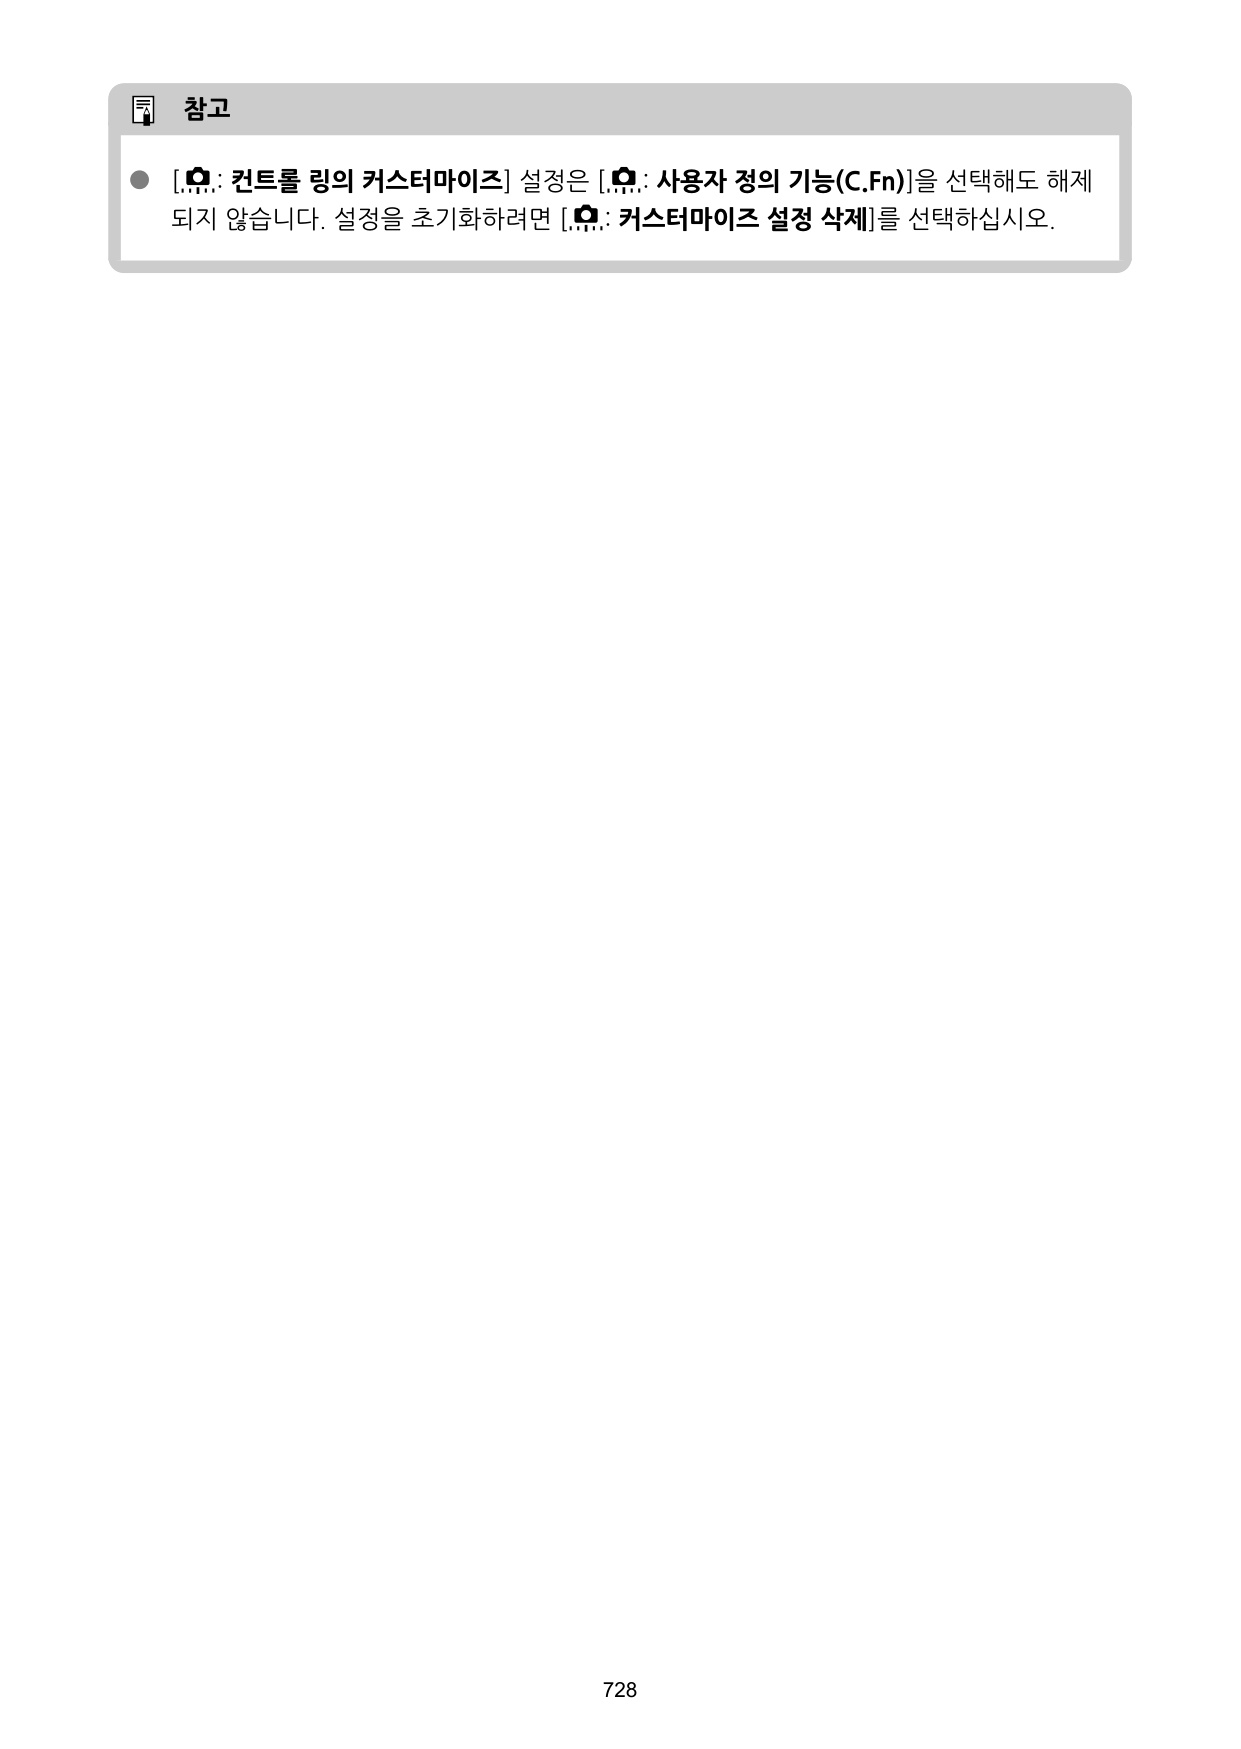 참고
● [: 컨트롤 링의 커스터마이즈] 설정은 [: 사용자 정의 기능(C.Fn)]을 선택해도 해제
되지 않습니다. 설정을 초기화하려면 [: 커스터마이즈 설정 삭제]를 선택하십시오.
728